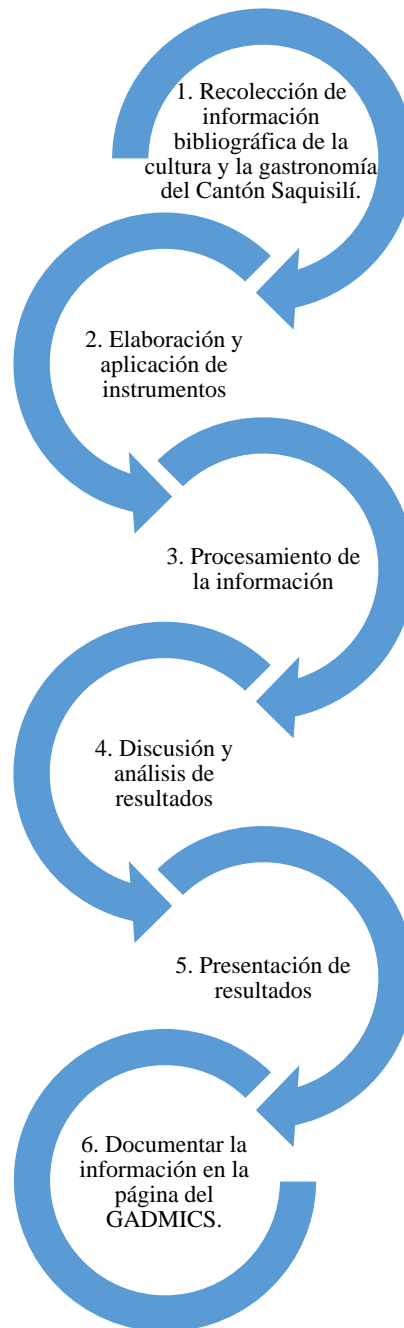 1. Recolección de
información
bibliográfica de la
cultura y la gastronomía
del Cantón Saquisilí.
2. Elaboración y
aplicación de
instrumentos
3. Procesamiento de
la información
4. Discusión y
análisis de
resultados
5. Presentación de
resultados
6. Documentar la
información en la
página del
GADMICS.